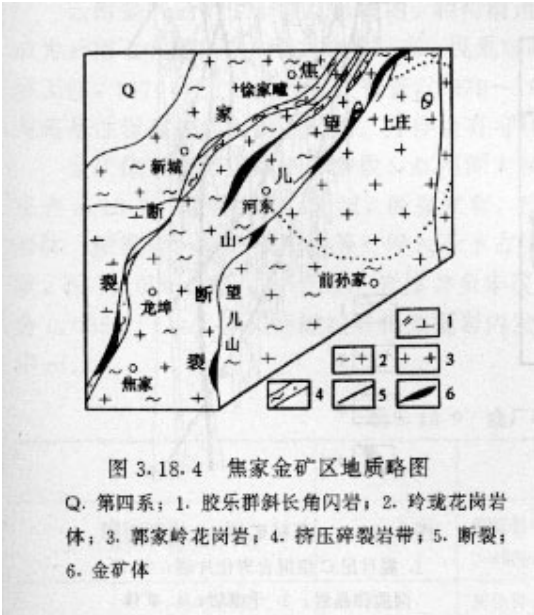 Q
焦
徐家疃
家
望
上庄
新城
儿
河东
断
山
前孙家
裂
龙埠
断
望
儿
山
焦家
裂
1
2
3
4
5
6
图 3.18.4 焦家金矿区地质略图
Q. 第四系；1. 胶乐群斜长角闪岩；2. 玲珑花岗岩
体；3. 郭家岭花岗岩；4. 挤压碎裂岩带；5. 断裂；
6. 金矿体